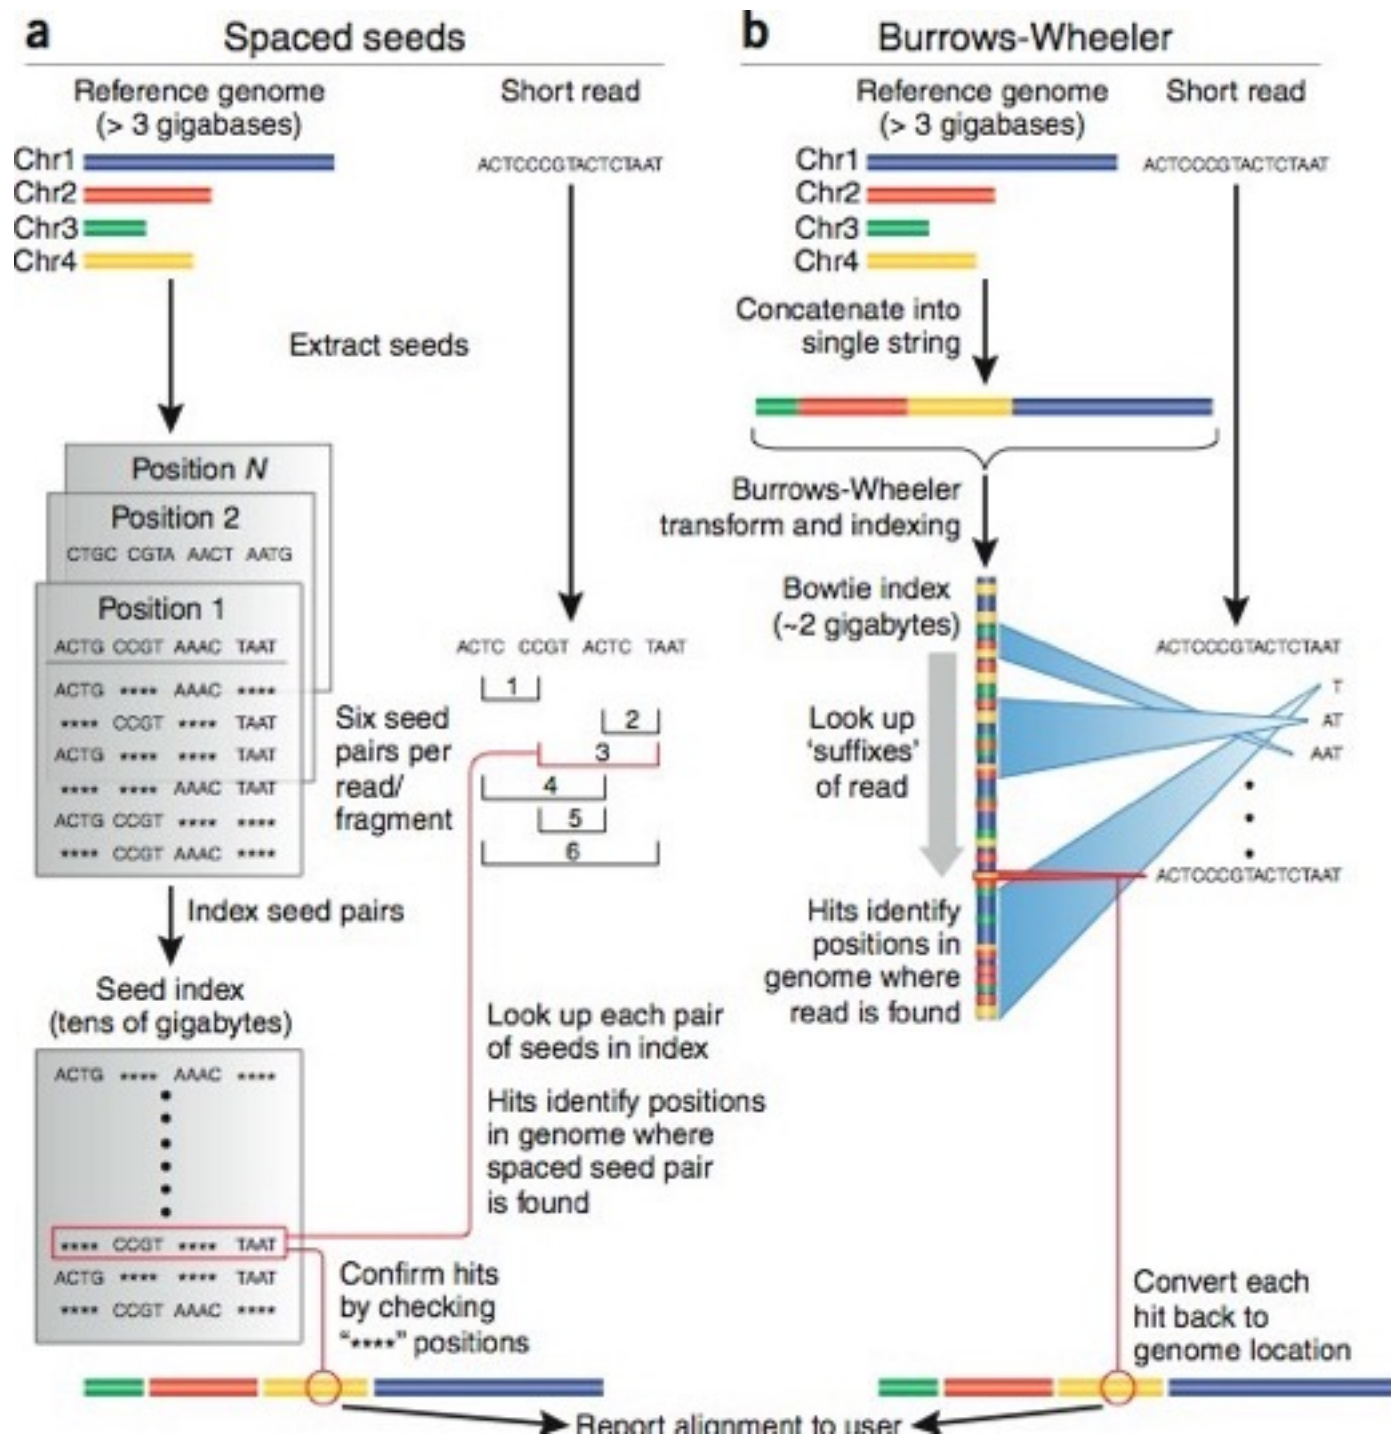 a Spaced seeds
Reference genome
(> 3 gigabases)
Short read
Chr1
Chr2
Chr3
Chr4
ACTCCCGTACTCTAAT
Extract seeds
Position N
Position 2
CTGC CGTA AACT AATG
Position 1
ACTG CCGT AAAC TAAT
ACTG **** AAAC ****
**** CCGT **** TAAT
ACTG **** **** TAAT
**** **** AAAC TAAT
ACTG CCGT **** ****
**** CCGT AAAC ****
ACTC CCGT ACTC TAAT
1
2
3
4
5
6
Six seed
pairs per
read/
fragment
Index seed pairs
Seed index
(tens of gigabytes)
ACTG **** AAAC ****
**** CCGT **** TAAT
ACTG **** **** TAAT
**** CCGT AAAC ****
Look up each pair
of seeds in index
Hits identify positions
in genome where
spaced seed pair
is found
Confirm hits
by checking
"****" positions
b Burrows-Wheeler
Reference genome
(> 3 gigabases)
Short read
Chr1
Chr2
Chr3
Chr4
ACTCCCGTACTCTAAT
Concatenate into
single string
Burrows-Wheeler
transform and indexing
Bowtie index
(~2 gigabytes)
ACTCCCGTACTCTAAT
T
AT
AAT
ACTCCCGTACTCTAAT
Look up
'suffixes'
of read
Hits identify
positions in
genome where
read is found
Convert each
hit back to
genome location
Report alignment to user